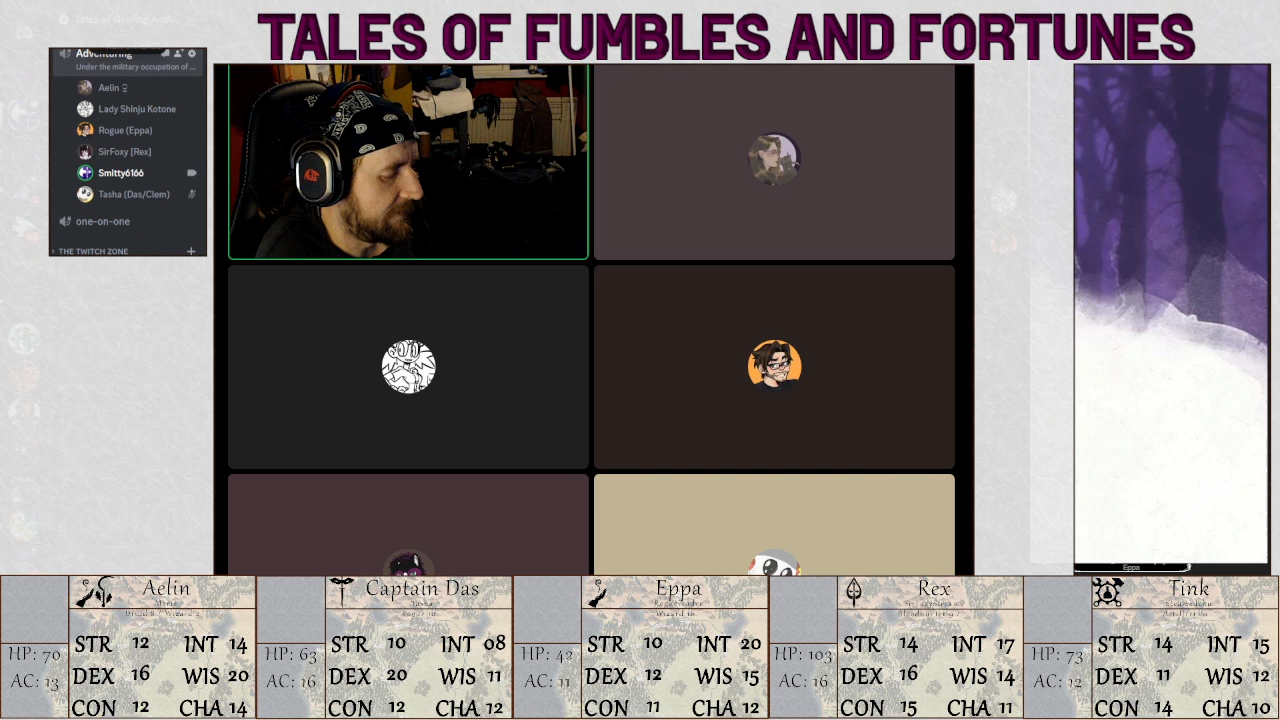 TALES OF FUMBLES AND FORTUNES
Adventuring
Under the military occupation of ...
Aelin
Lady Shinju Kotone
Rogue (Eppa)
SirFoxy [Rex]
Smitty6166
Tasha (Das/Clem)
one-on-one
THE TWITCH ZONE
Eppa
Aelin
HP: 70
AC: 13
STR 12 INT 14
DEX 16 WIS 20
CON 12 CHA 14
Captain Das
HP: 63
AC: 16
STR 10 INT 08
DEX 20 WIS 11
CON 12 CHA 12
Eppa
HP: 42
AC: 11
STR 10 INT 20
DEX 12 WIS 15
CON 11 CHA 12
Rex
HP: 103
AC: 16
STR 14 INT 17
DEX 16 WIS 14
CON 15 CHA 11
Tink
HP: 73
AC: 12
STR 14 INT 15
DEX 11 WIS 12
CON 14 CHA 10